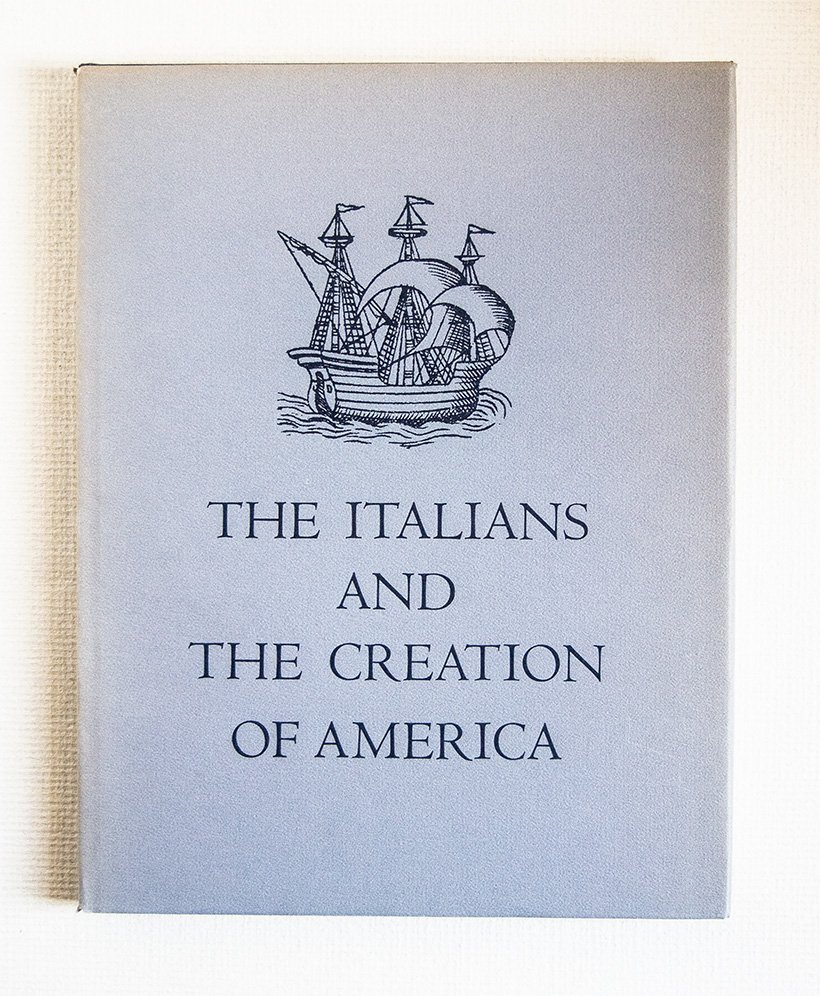 THE ITALIANS
AND
THE CREATION
OF AMERICA